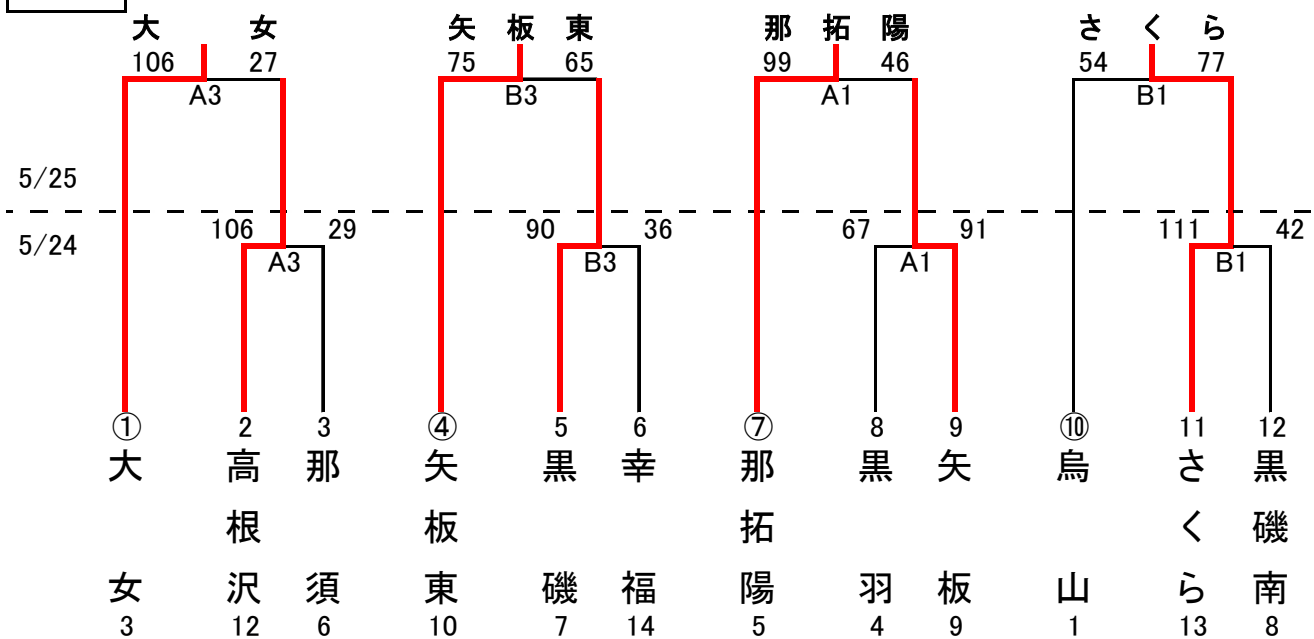 大女 矢板東 那拓陽 さくら
106 27 75 65 99 46 54 77
A3 B3 A1 B1
5/25
5/24
106 29 90 36 67 91 111 42
A3 B3 A1 B1
① 2 3 ④ 5 6 ⑦ 8 9 ⑩ 11 12
大女 高根沢 那須 矢板東 黒磯 幸福 那拓陽 黒羽 矢板 烏山 さくら 黒磯南
3 12 6 10 7 14 5 4 9 1 13 8